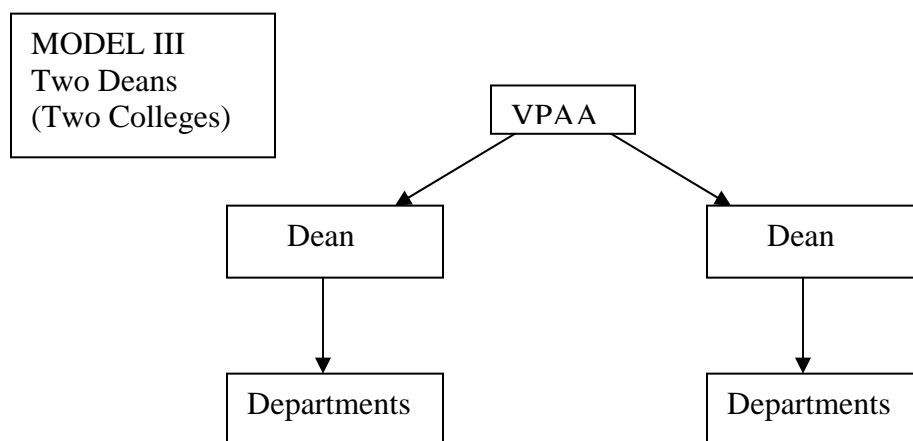 MODEL III
Two Deans
(Two Colleges)
VPAA
Dean
Dean
Departments
Departments